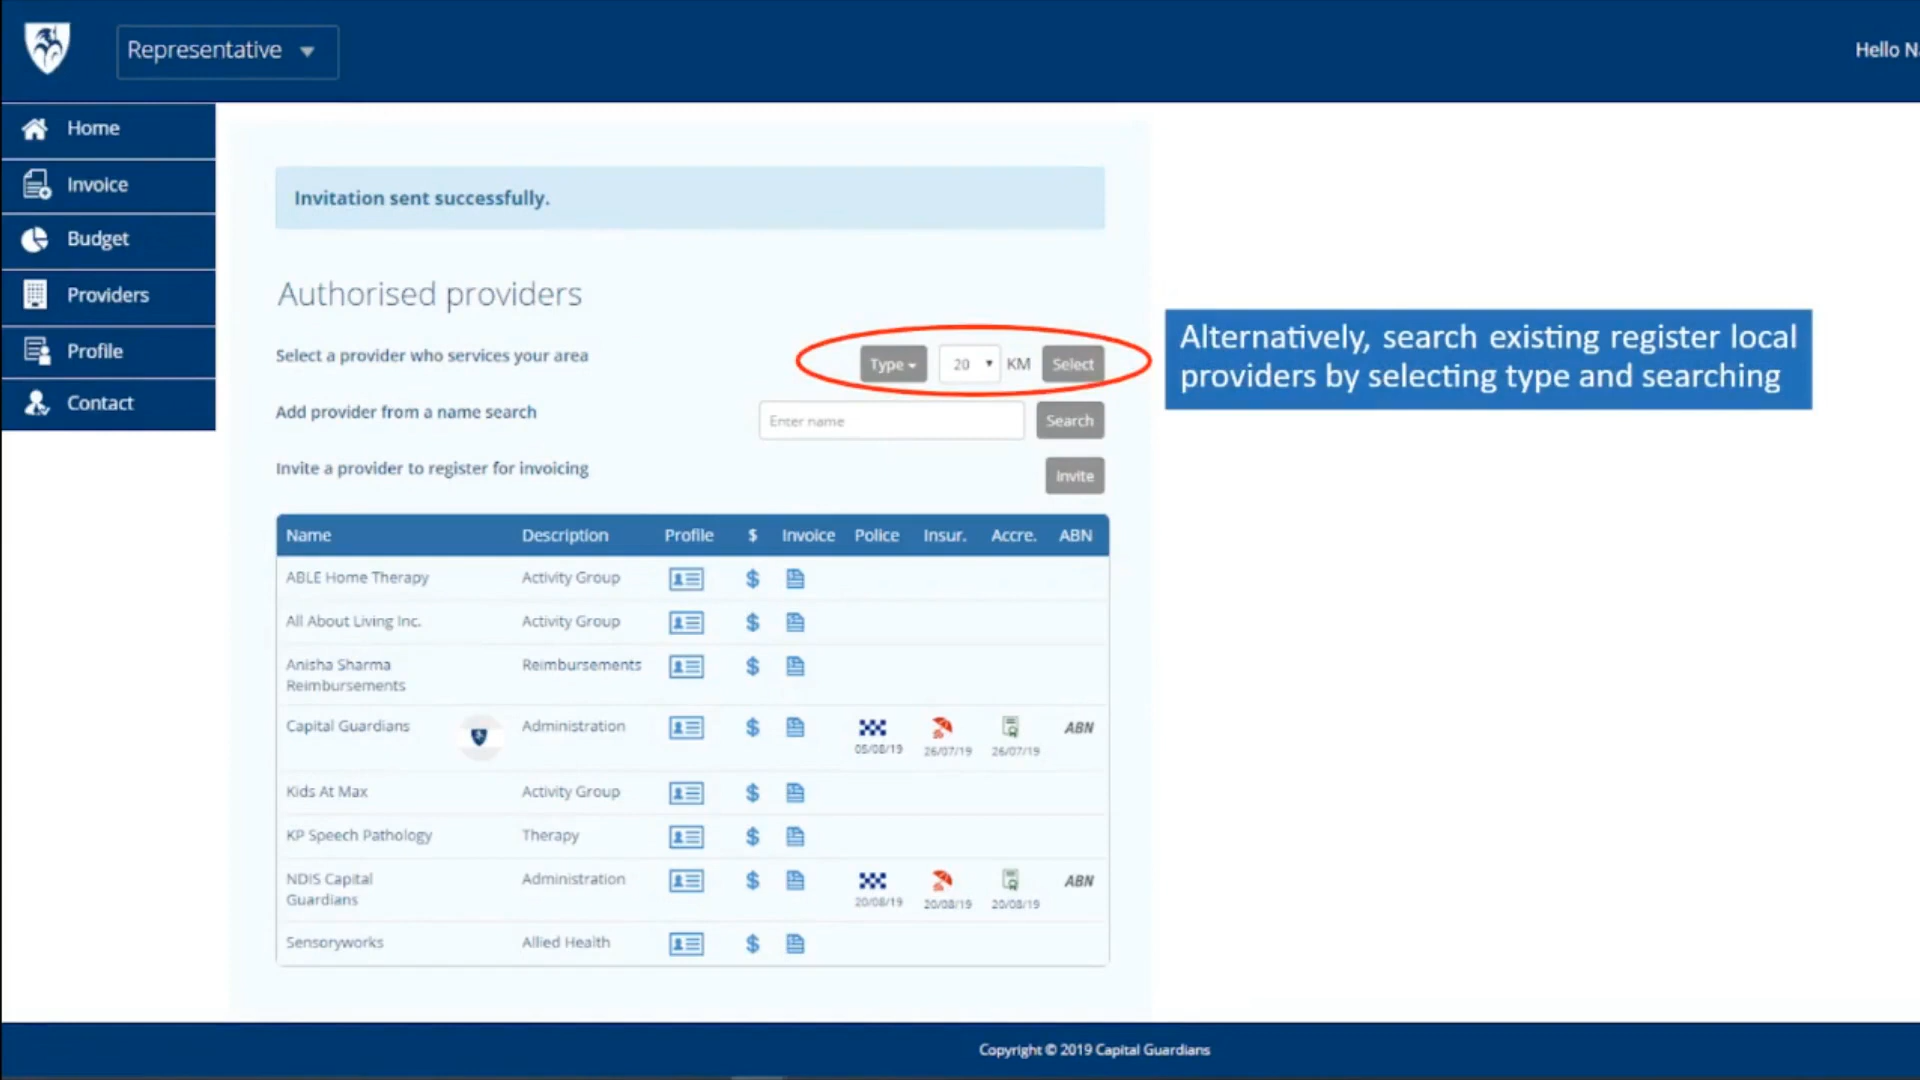 Representative
Hello Na
Home
Invoice
Budget
Providers
Profile
Contact
Invitation sent successfully.
Authorised providers
Select a provider who services your area
Type
20
KM
Select
Alternatively, search existing register local
providers by selecting type and searching
Add provider from a name search
Enter name
Search
Invite a provider to register for invoicing
Invite
Name Description Profile $ Invoice Police Insur. Accre. ABN
ABLE Home Therapy Activity Group $
All About Living Inc. Activity Group $
Anisha Sharma Reimbursements $
Reimbursements
Capital Guardians Administration $ ABN
05/08/19 26/07/19 26/07/19
Kids At Max Activity Group $
KP Speech Pathology Therapy $
NDIS Capital Administration $ ABN
Guardians 20/08/19 20/08/19 20/08/19
Sensoryworks Allied Health $
Copyright © 2019 Capital Guardians